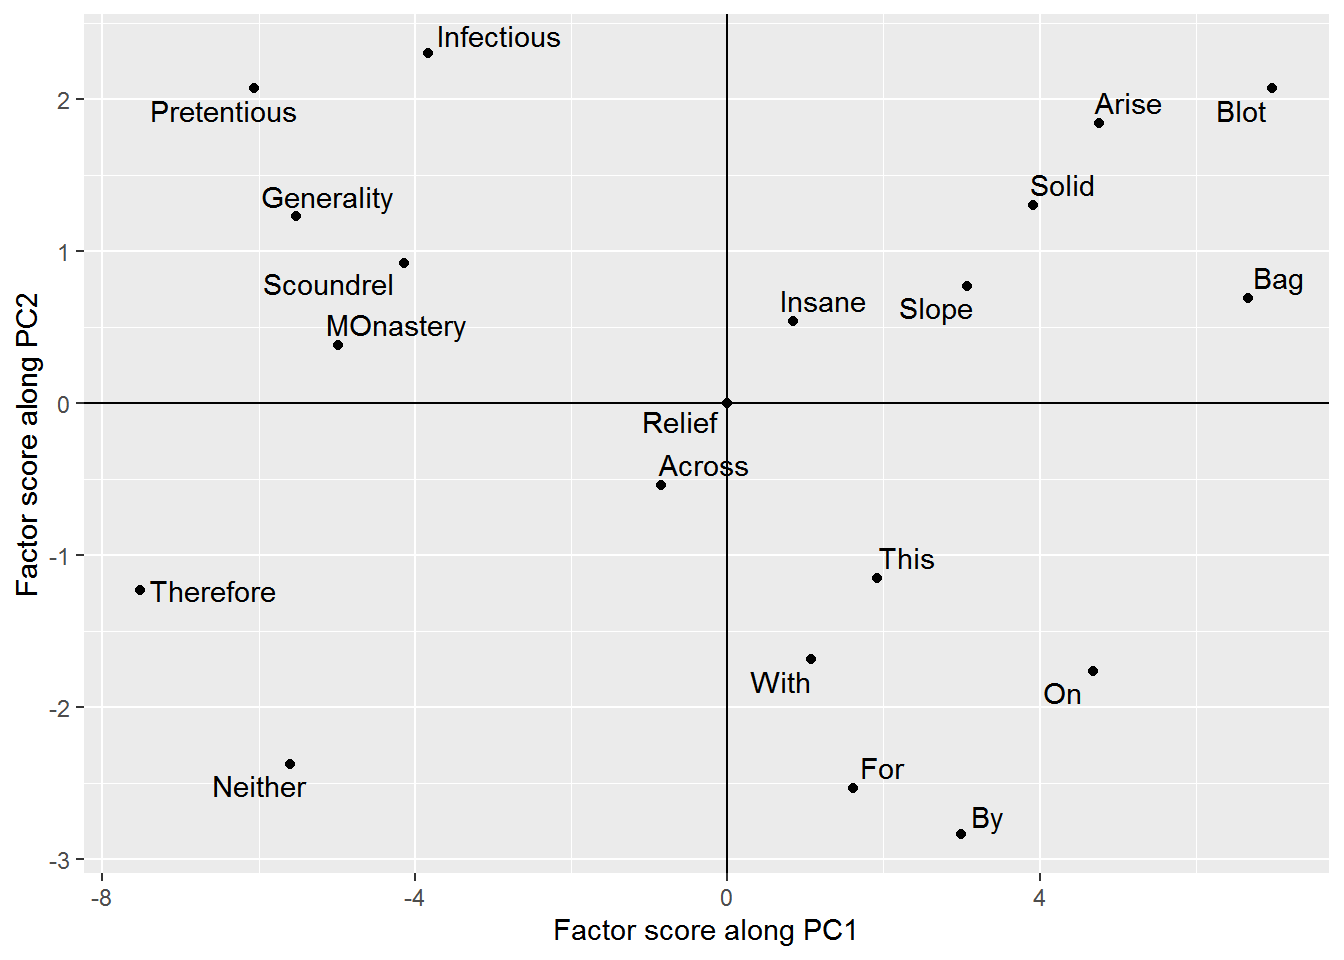 Infectious
Pretentious
Arise
Blot
Generality
Solid
Scoundrel
Bag
MOnastery
Insane
Slope
Relief
Across
This
Therefore
With
On
Neither
For
By
2
1
0
-1
-2
-3
-8
-4
0
4
Factor score along PC1
Factor score along PC2